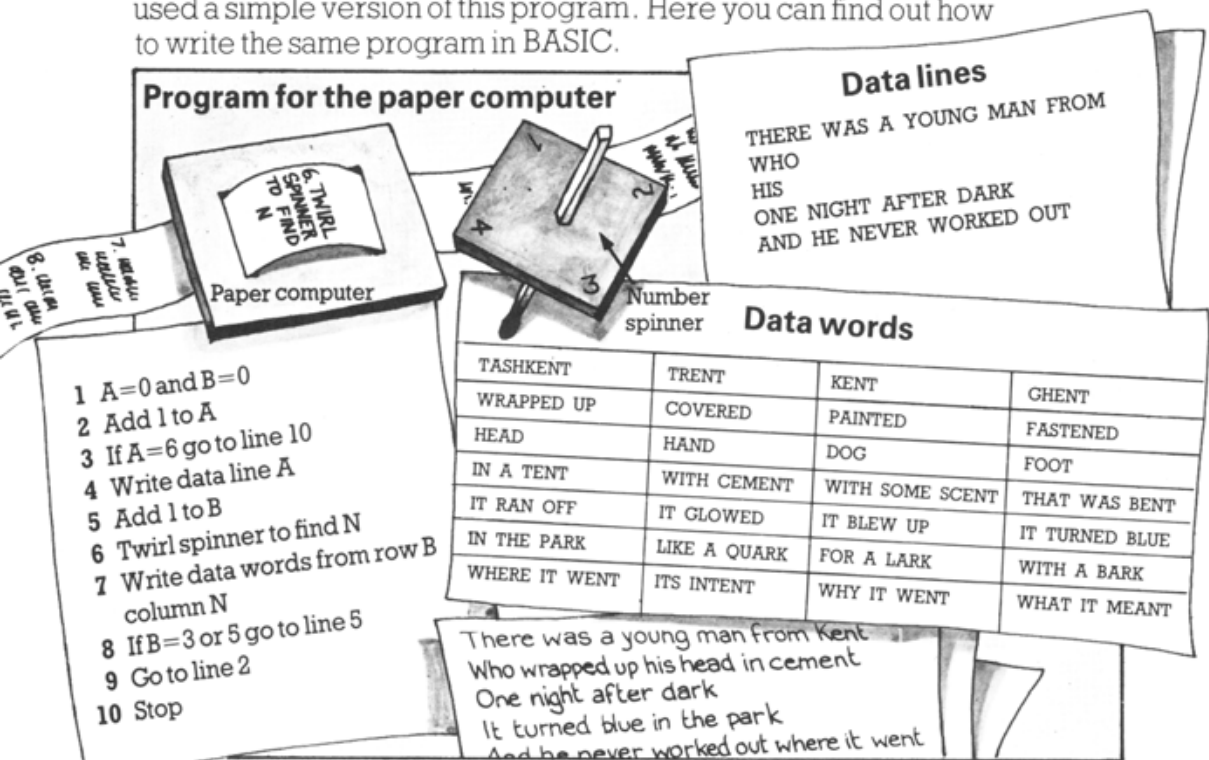 used a simple version of this program. Here you can find out how
to write the same program in BASIC.
Program for the paper computer
6. TWIRL
SPINNER
TO FIND
N
7.
8.
Paper computer
1
2
3
4
Number
spinner
Data lines
THERE WAS A YOUNG MAN FROM
WHO
HIS
ONE NIGHT AFTER DARK
AND HE NEVER WORKED OUT
Data words
TASHKENT TRENT KENT GHENT
WRAPPED UP COVERED PAINTED FASTENED
HEAD HAND DOG FOOT
IN A TENT WITH CEMENT WITH SOME SCENT THAT WAS BENT
IT RAN OFF IT GLOWED IT BLEW UP IT TURNED BLUE
IN THE PARK LIKE A QUARK FOR A LARK WITH A BARK
WHERE IT WENT ITS INTENT WHY IT WENT WHAT IT MEANT
1 A=0 and B=0
2 Add 1 to A
3 If A=6 go to line 10
4 Write data line A
5 Add 1 to B
6 Twirl spinner to find N
7 Write data words from row B
column N
8 If B=3 or 5 go to line 5
9 Go to line 2
10 Stop
There was a young man from Kent
Who wrapped up his head in cement
One night after dark
It turned blue in the park
And he never worked out where it went